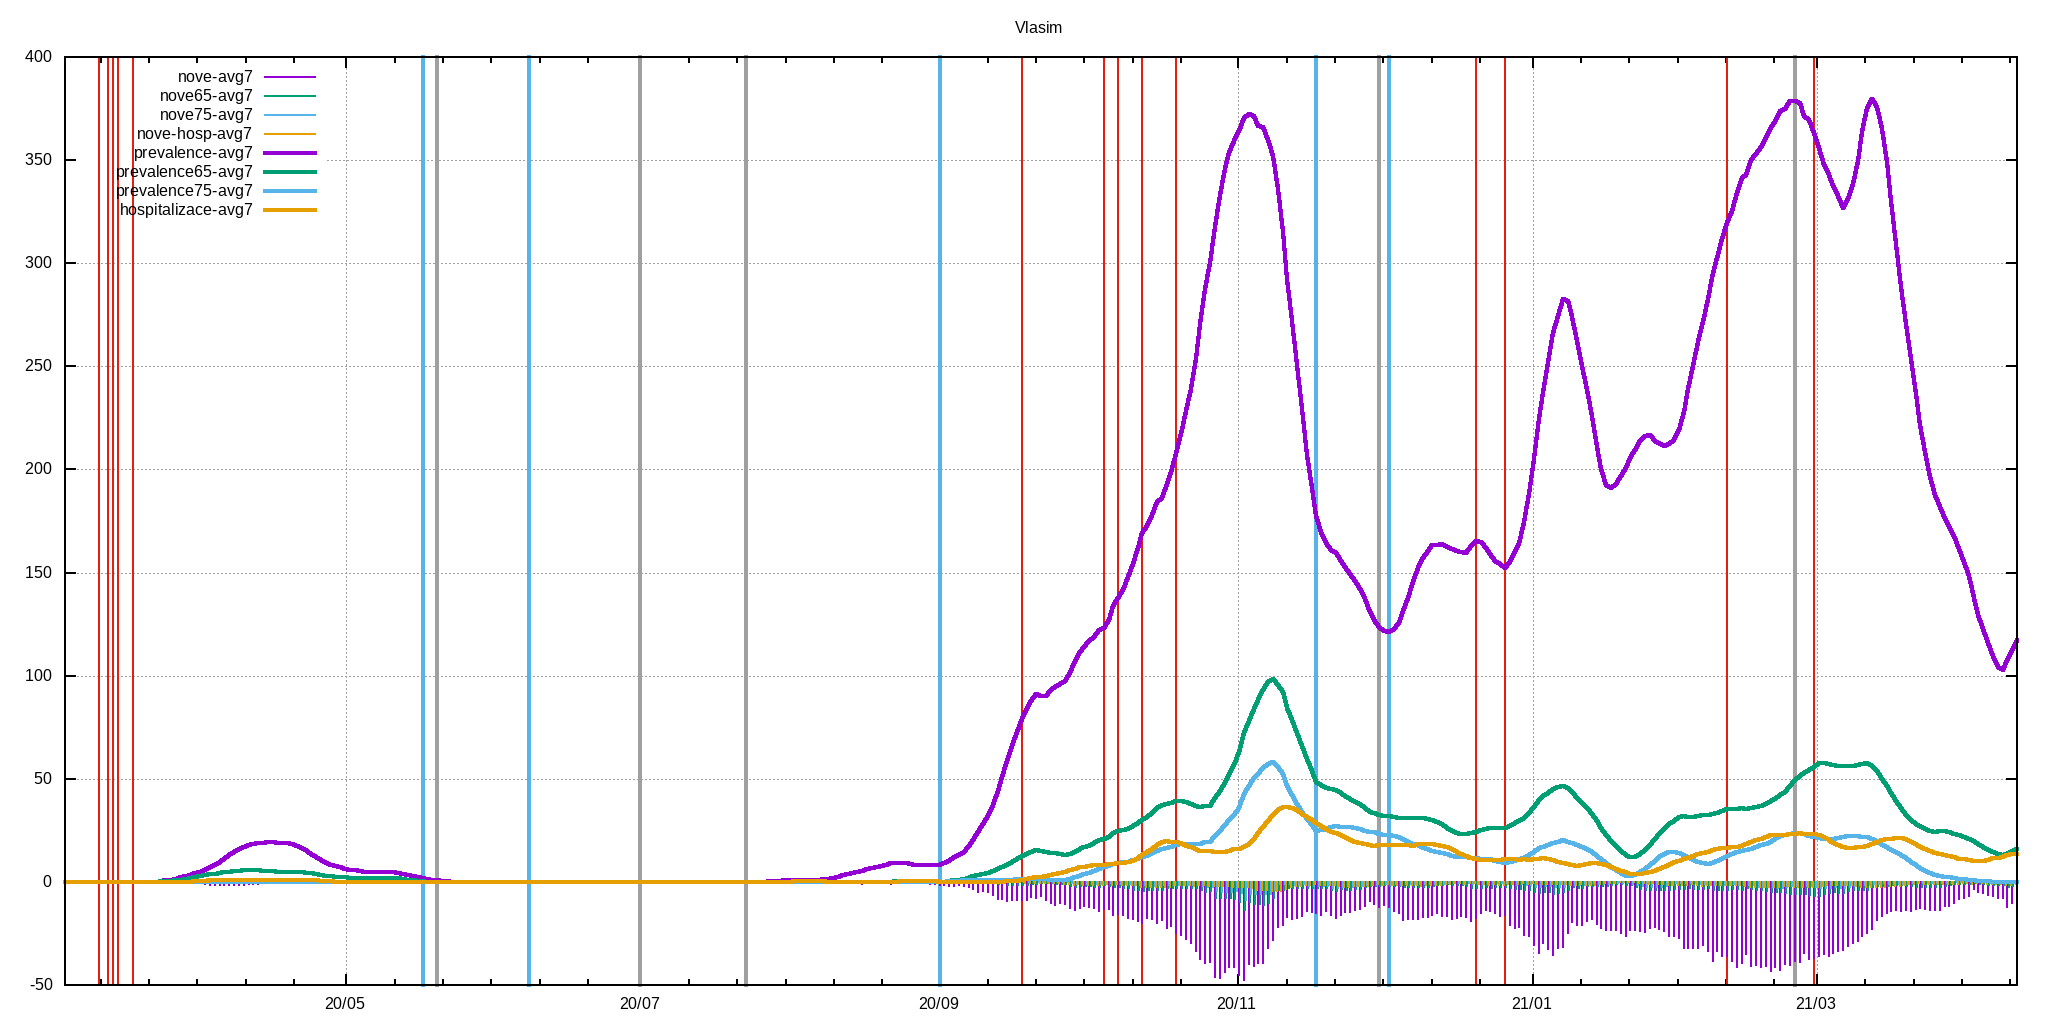 Vlasim
400
350
300
250
200
150
100
50
0
-50
nove-avg7
nove65-avg7
nove75-avg7
nove-hosp-avg7
prevalence-avg7
prevalence65-avg7
prevalence75-avg7
hospitalizace-avg7
20/05 20/07 20/09 20/11 21/01 21/03